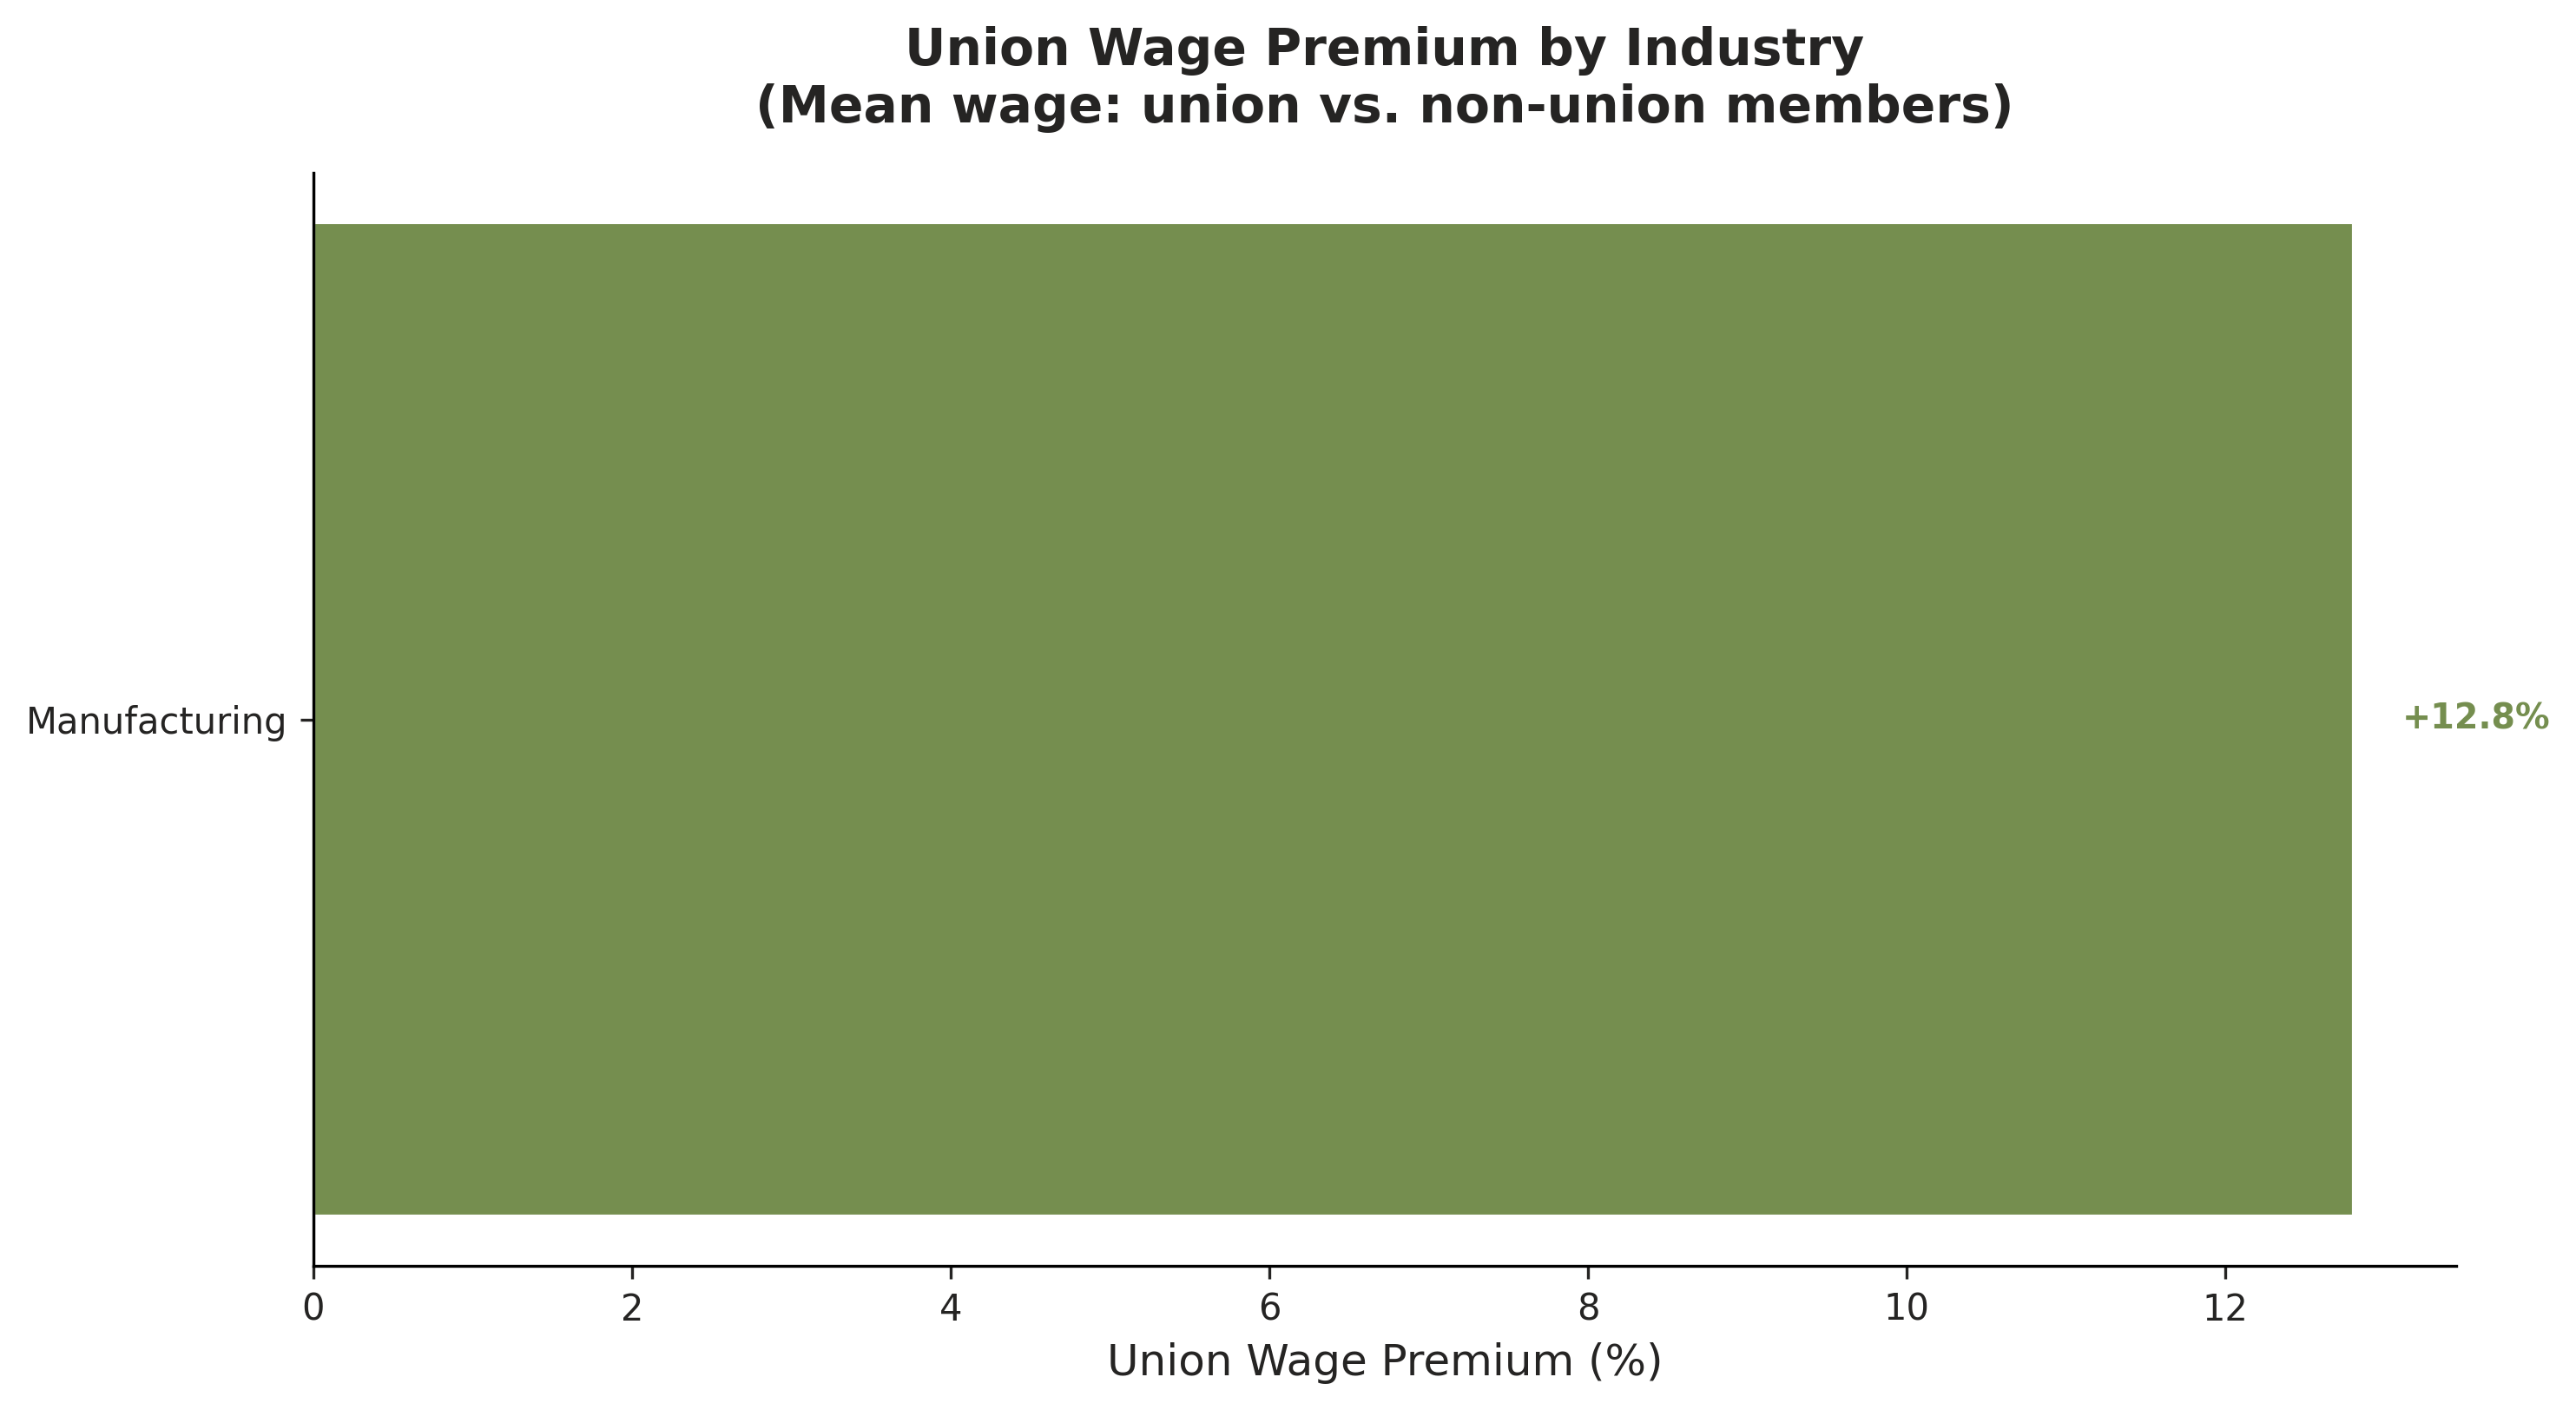 Union Wage Premium by Industry
(Mean wage: union vs. non-union members)
Manufacturing
+12.8%
0 2 4 6 8 10 12
Union Wage Premium (%)